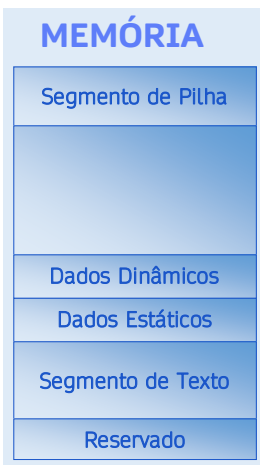 MEMÓRIA
Segmento de Pilha
Dados Dinâmicos
Dados Estáticos
Segmento de Texto
Reservado